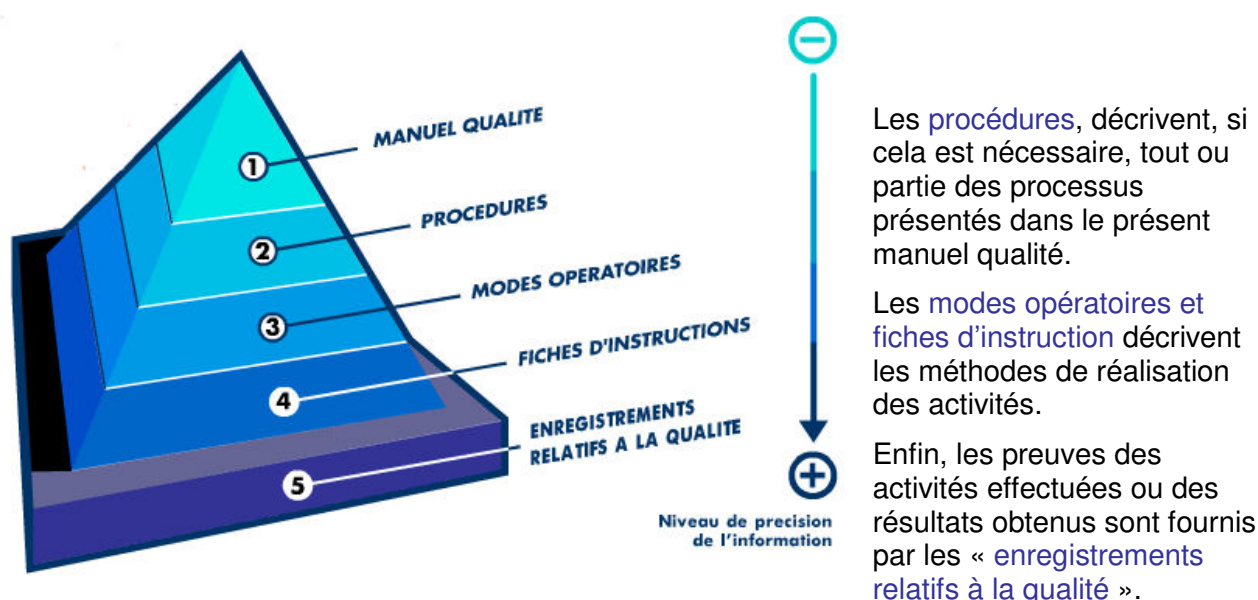 MANUEL QUALITE
1
PROCEDURES
2
MODES OPERATOIRES
3
FICHES D'INSTRUCTIONS
4
ENREGISTREMENTS
RELATIFS A LA QUALITE
5
Niveau de precision
de l'information
Les procédures, décrivent, si
cela est nécessaire, tout ou
partie des processus
présentés dans le présent
manuel qualité.
Les modes opératoires et
fiches d'instruction décrivent
les méthodes de réalisation
des activités.
Enfin, les preuves des
activités effectuées ou des
résultats obtenus sont fournis
par les « enregistrements
relatifs à la qualité ».